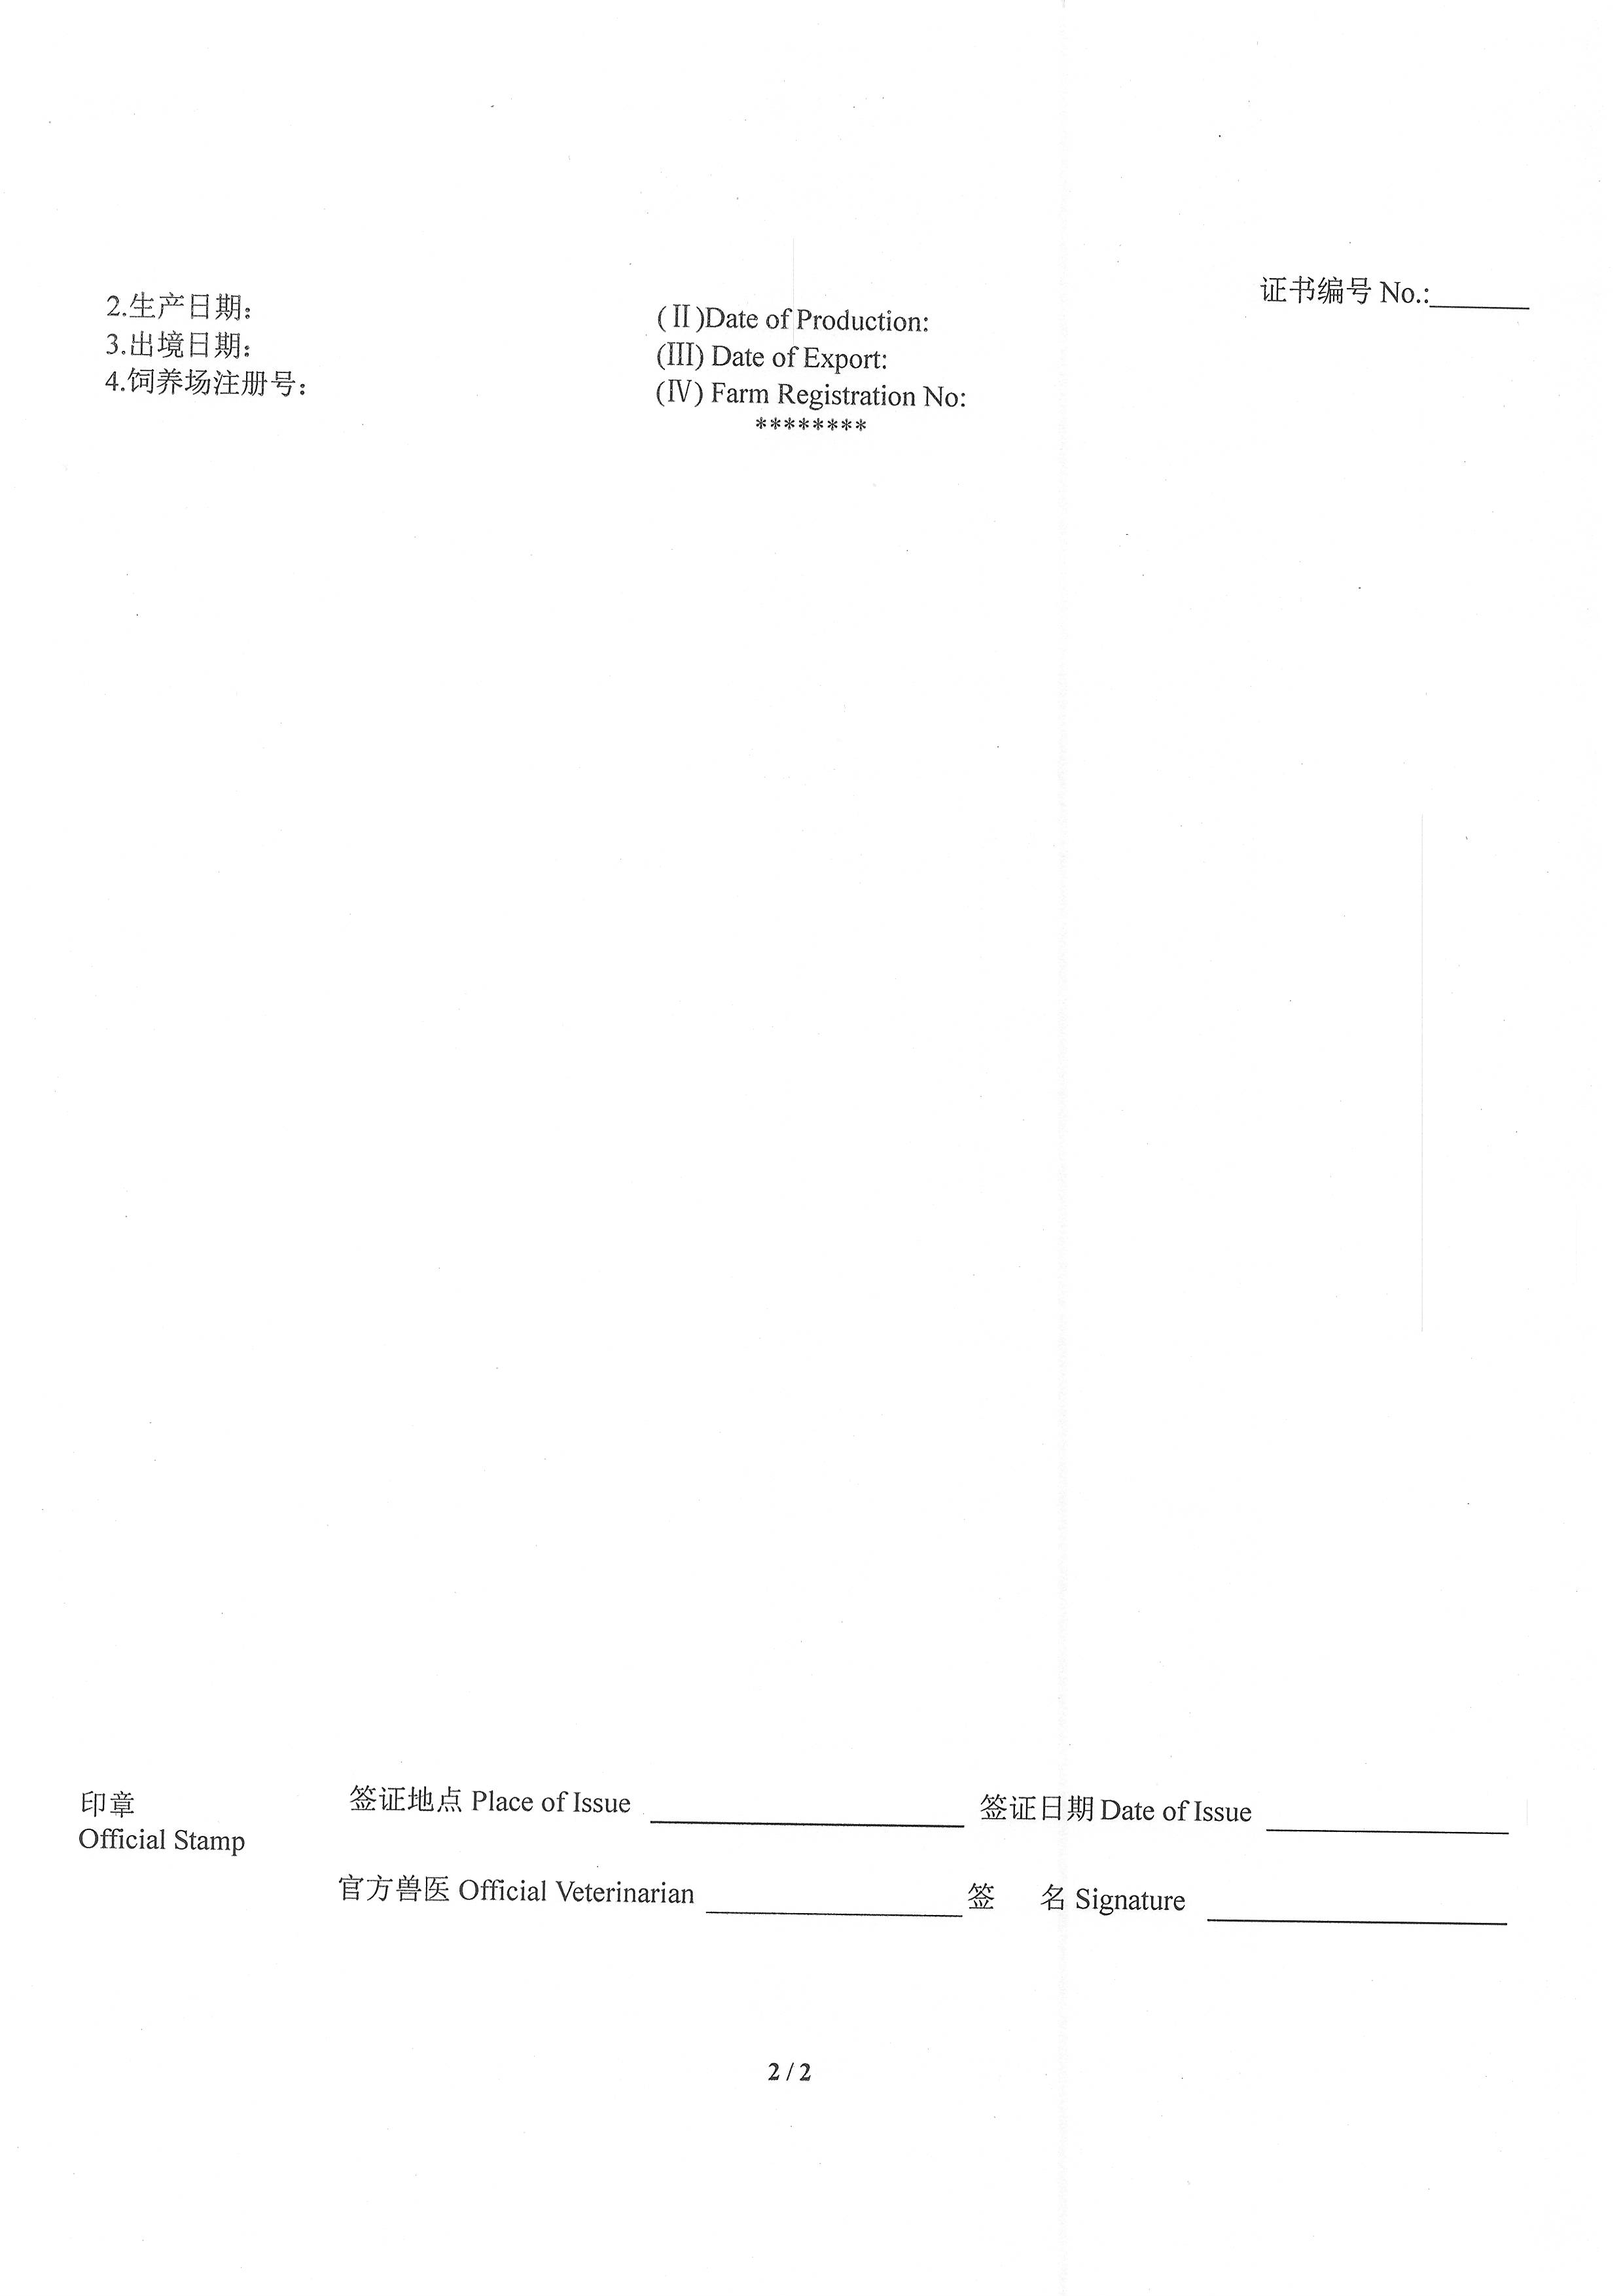 证书编号 No.:
2.生产日期:
3.出境日期:
4.饲养场注册号:
(II)Date of Production:
(III) Date of Export:
(IV) Farm Registration No:
********
印章
Official Stamp
签证地点 Place of Issue
签证日期 Date of Issue
官方兽医 Official Veterinarian
签 名 Signature
2 / 2